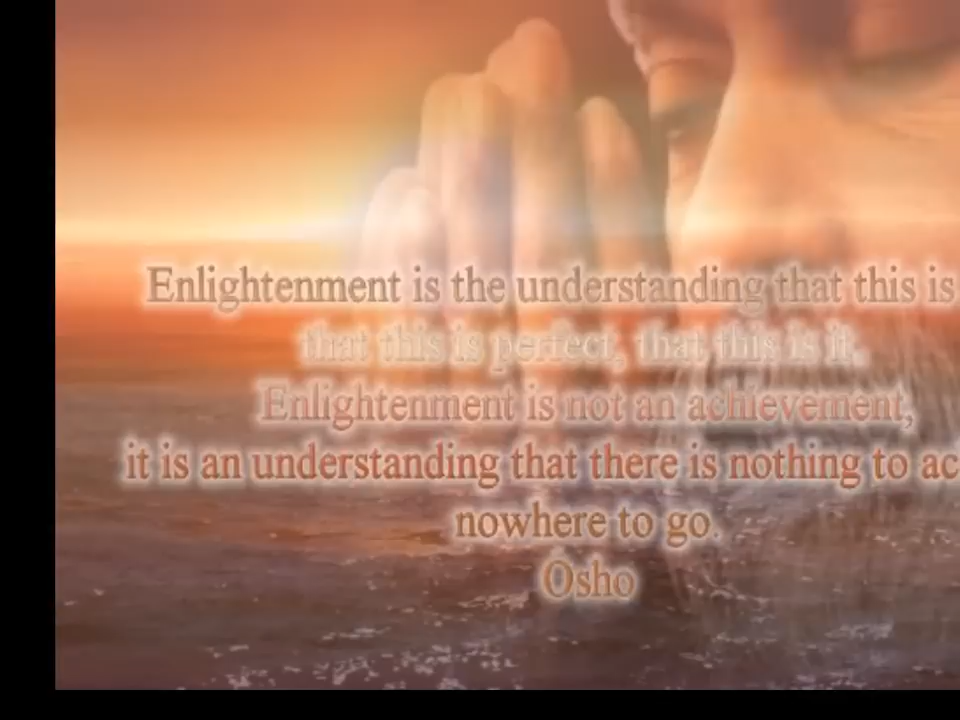 Enlightenment is the understanding that this is
that this is perfect, that this is it.
Enlightenment is not an achievement,
it is an understanding that there is nothing to ac
nowhere to go.
Osho